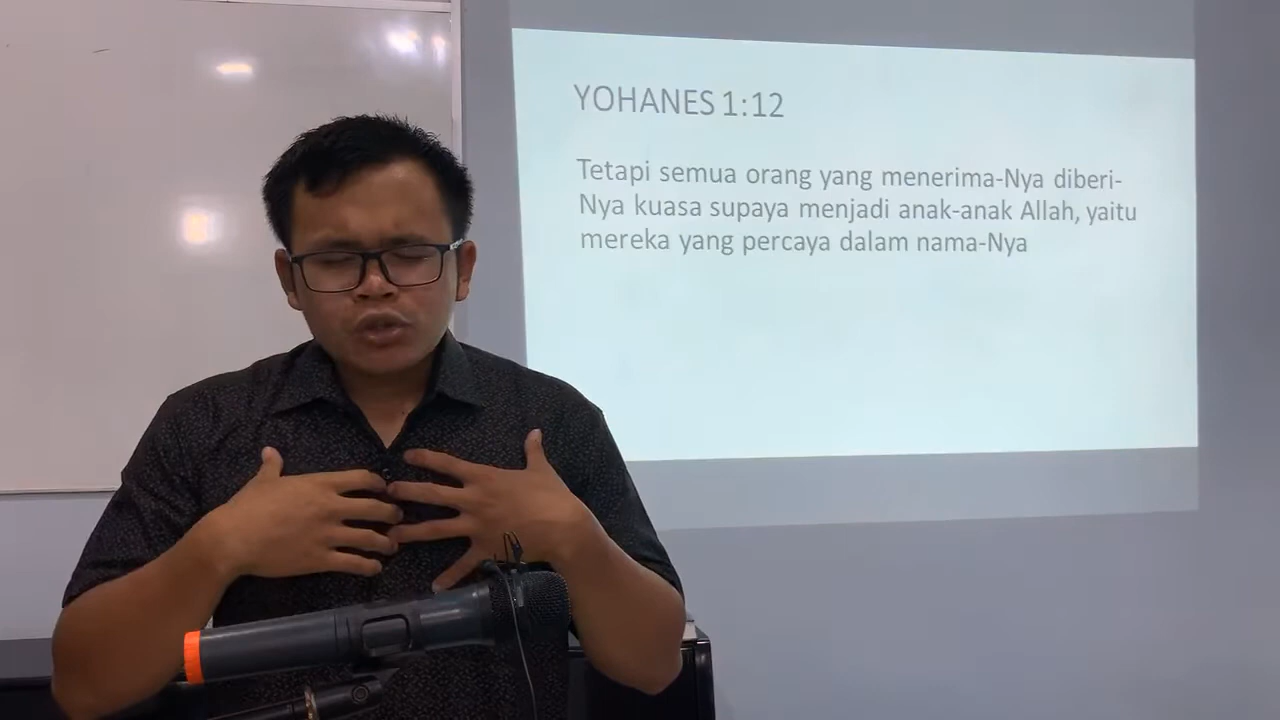 YOHANES 1:12
Tetapi semua orang yang menerima-Nya diberi-
Nya kuasa supaya menjadi anak-anak Allah, yaitu
mereka yang percaya dalam nama-Nya